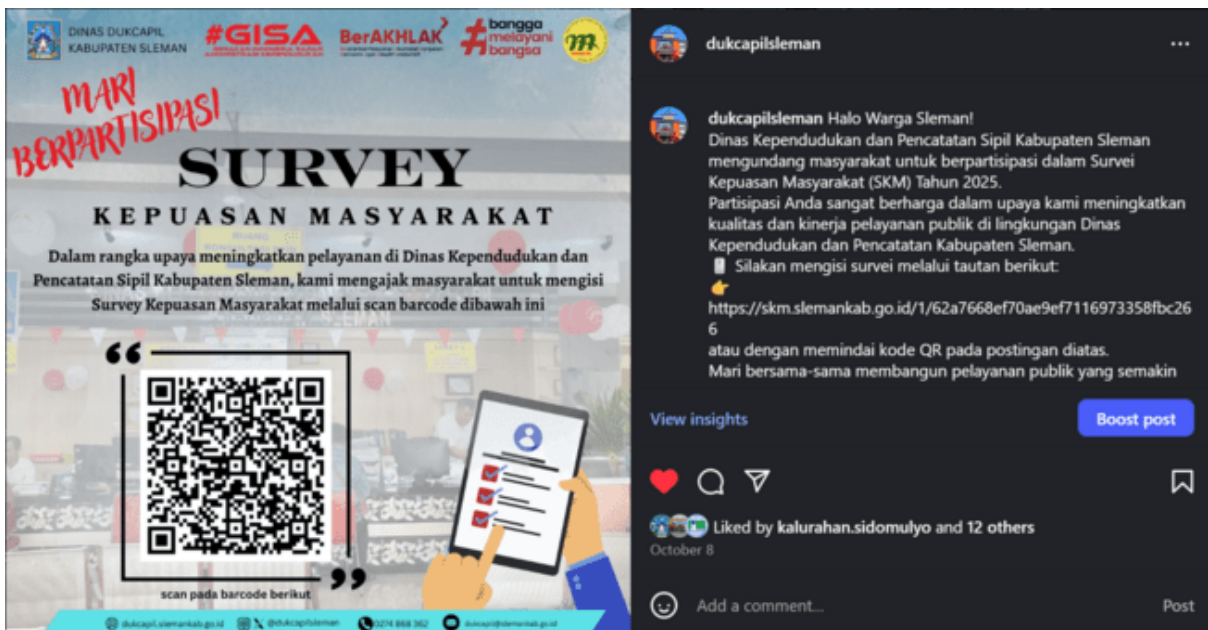 DINAS DUKCAPIL
KABUPATEN SLEMAN
#GISA
BerAKHLAK
#bangga
melayani
bangsa
MARI
BERPARTISIPASI
SURVEY
KEPUASAN MASYARAKAT
Dalam rangka upaya meningkatkan pelayanan di Dinas Kependudukan dan
Pencatatan Sipil Kabupaten Sleman, kami mengajak masyarakat untuk mengisi
Survey Kepuasan Masyarakat melalui scan barcode dibawah ini
scan pada barcode berikut
dukcapil.slemankab.go.id
@dukcapilsleman
0274 868 362
dukcapil@slemankab.go.id
dukcapilsleman
dukcapilsleman Halo Warga Sleman!
Dinas Kependudukan dan Pencatatan Sipil Kabupaten Sleman
mengundang masyarakat untuk berpartisipasi dalam Survei
Kepuasan Masyarakat (SKM) Tahun 2025.
Partisipasi Anda sangat berharga dalam upaya kami meningkatkan
kualitas dan kinerja pelayanan publik di lingkungan Dinas
Kependudukan dan Pencatatan Kabupaten Sleman.
Silakan mengisi survei melalui tautan berikut:
👉
https://skm.slemankab.go.id/1/62a7668ef70ae9ef7116973358fbc26
6
atau dengan memindai kode QR pada postingan diatas.
Mari bersama-sama membangun pelayanan publik yang semakin
View insights
Boost post
Liked by kalurahan.sidomulyo and 12 others
October 8
Add a comment...
Post